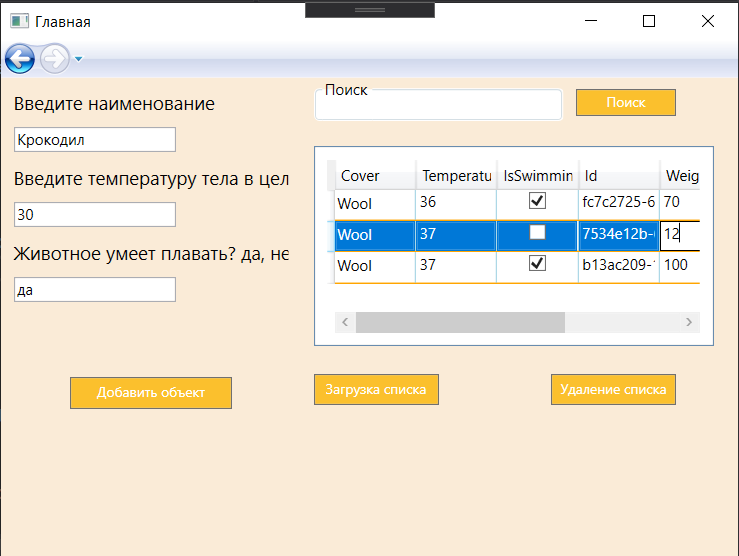 Главная
Введите наименование
Крокодил
Введите температуру тела в цел
30
Животное умеет плавать? да, не
да
Добавить объект
Поиск
Поиск
Cover Temperatu IsSwimmin Id Weig
Wool 36 fc7c2725-6 70
Wool 37 7534e12b- 12
Wool 37 b13ac209- 100
Загрузка списка
Удаление списка